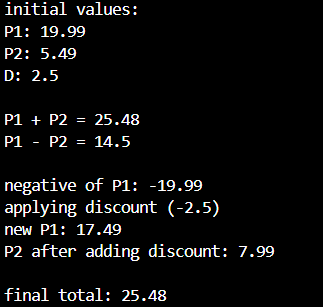 initial values:
P1: 19.99
P2: 5.49
D: 2.5
P1 + P2 = 25.48
P1 - P2 = 14.5
negative of P1: -19.99
applying discount (-2.5)
new P1: 17.49
P2 after adding discount: 7.99
final total: 25.48